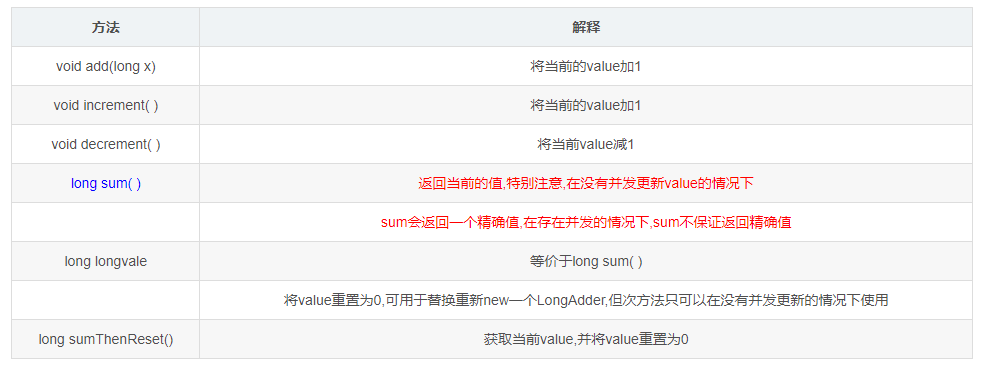 方法 解释
void add(long x) 将当前的value加1
void increment( ) 将当前的value加1
void decrement( ) 将当前value减1
long sum( ) 返回当前的值,特别注意,在没有并发更新value的情况下
sum会返回一个精确值,在存在并发的情况下,sum不保证返回精确值
long longvale 等价于long sum( )
将value重置为0,可用于替换重新new一个LongAdder,但次方法只可以在没有并发更新的情况下使用
long sumThenReset() 获取当前value,并将value重置为0